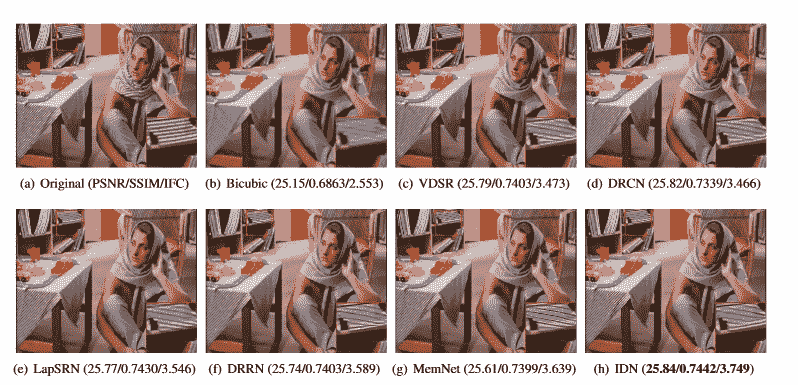 (a) Original (PSNR/SSIM/IFC)
(b) Bicubic (25.15/0.6863/2.553)
(c) VDSR (25.79/0.7403/3.473)
(d) DRCN (25.82/0.7339/3.466)
(e) LapSRN (25.77/0.7430/3.546)
(f) DRRN (25.74/0.7403/3.589)
(g) MemNet (25.61/0.7399/3.639)
(h) IDN (25.84/0.7442/3.749)